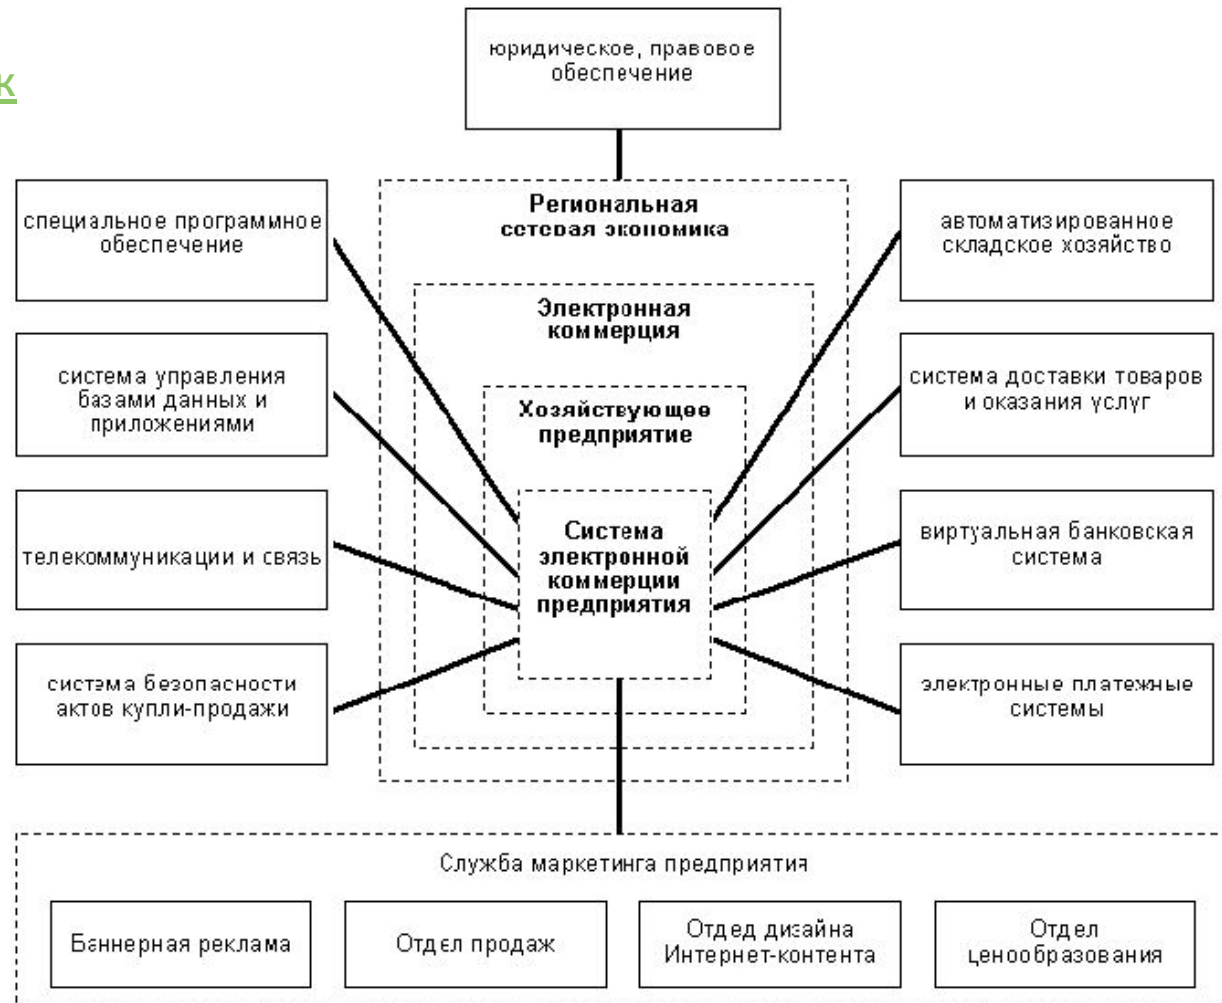 юридическое, правовое
обеспечение
к
Региональная
сетевая экономика
специальное программное
обеспечение
автоматизированное
складское хозяйство
Электронная
коммерция
система управления
базами данных и
приложениями
система доставки товаров
и оказания услуг
Хозяйствующее
предприятие
телекоммуникации и связь
Система
электронной
коммерции
предприятия
виртуальная банковская
система
система безопасности
актов купли-продажи
электронные платежные
системы
Служба маркетинга предприятия
Баннерная реклама
Отдел продаж
Отдед дизайна
Интернет-контента
Отдел
ценообразования